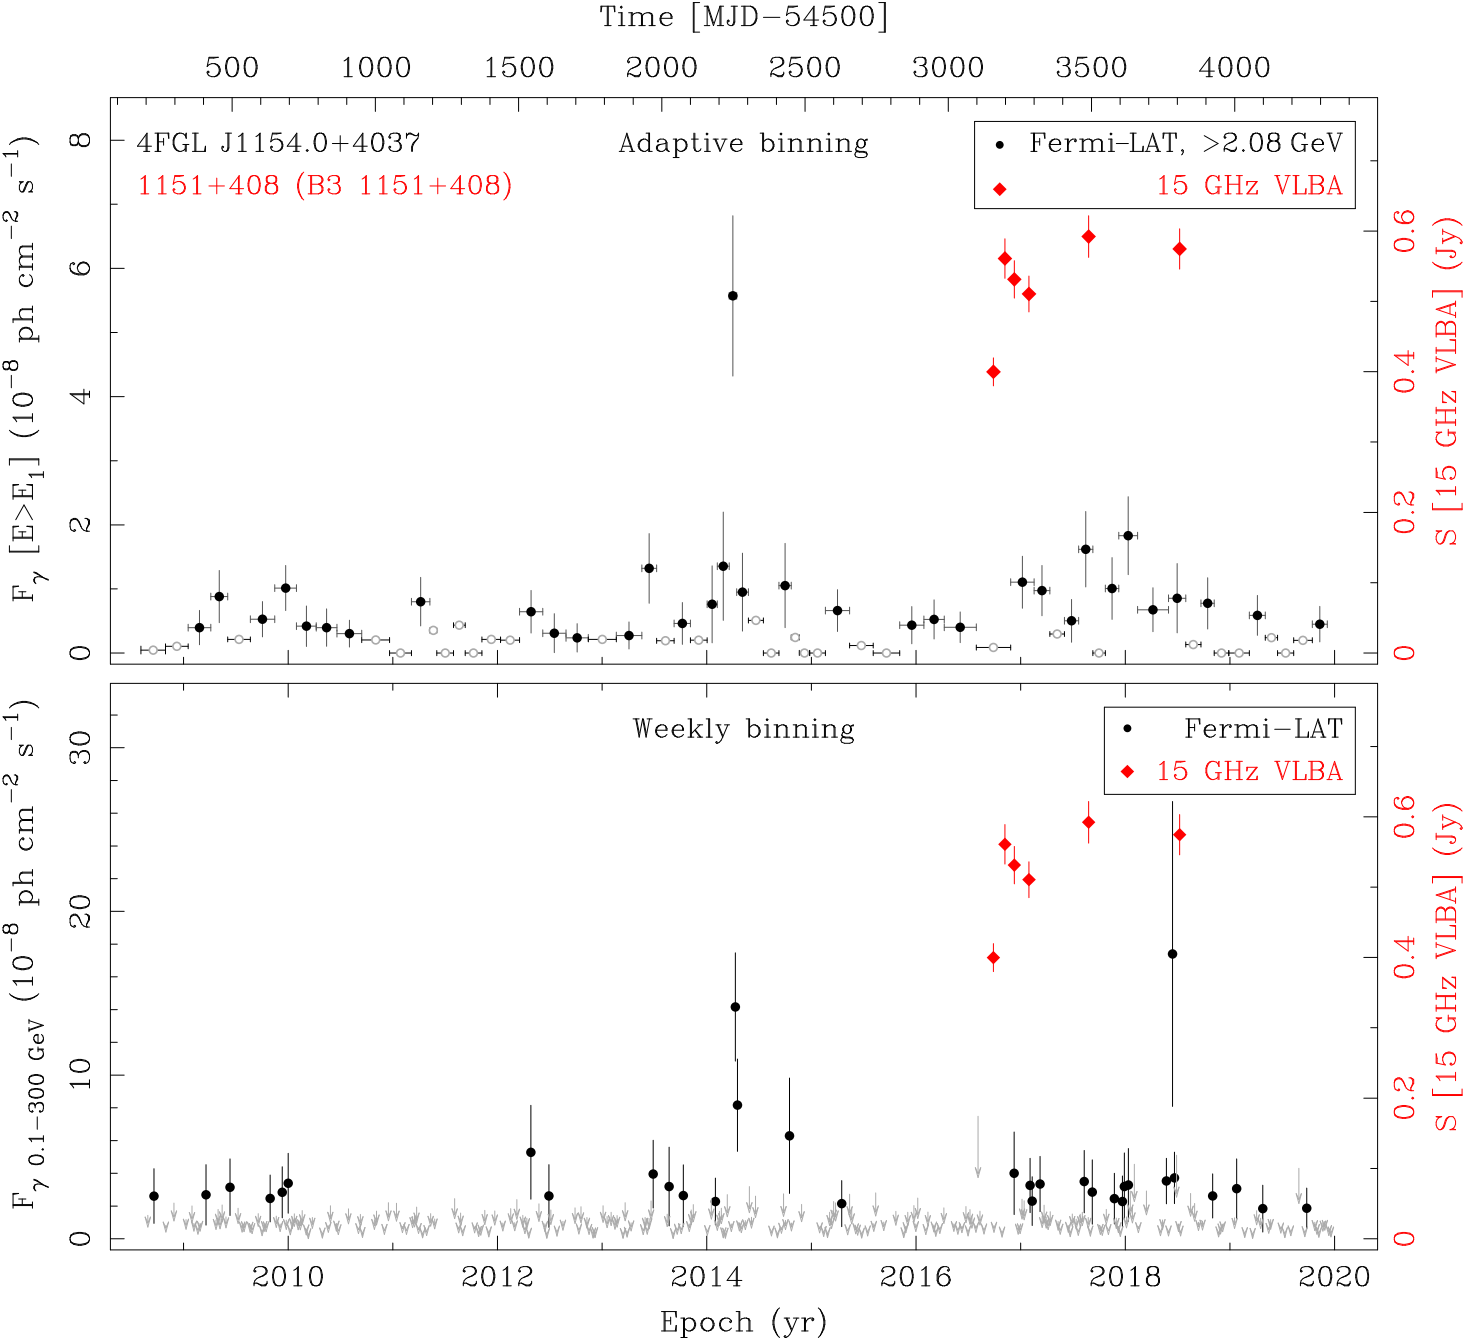 Time [MJD−54500]
500 1000 1500 2000 2500 3000 3500 4000
4FGL J1154.0+4037
1151+408 (B3 1151+408)
Adaptive binning
Fermi−LAT, >2.08 GeV
15 GHz VLBA
F_γ [E>E_1] (10^−8 ph cm^−2 s^−1)
8
6
4
2
0
0.6
0.4
0.2
0
S [15 GHz VLBA] (Jy)
Weekly binning
Fermi−LAT
15 GHz VLBA
F_γ 0.1−300 GeV (10^−8 ph cm^−2 s^−1)
30
20
10
0
0.6
0.4
0.2
0
S [15 GHz VLBA] (Jy)
2010 2012 2014 2016 2018 2020
Epoch (yr)